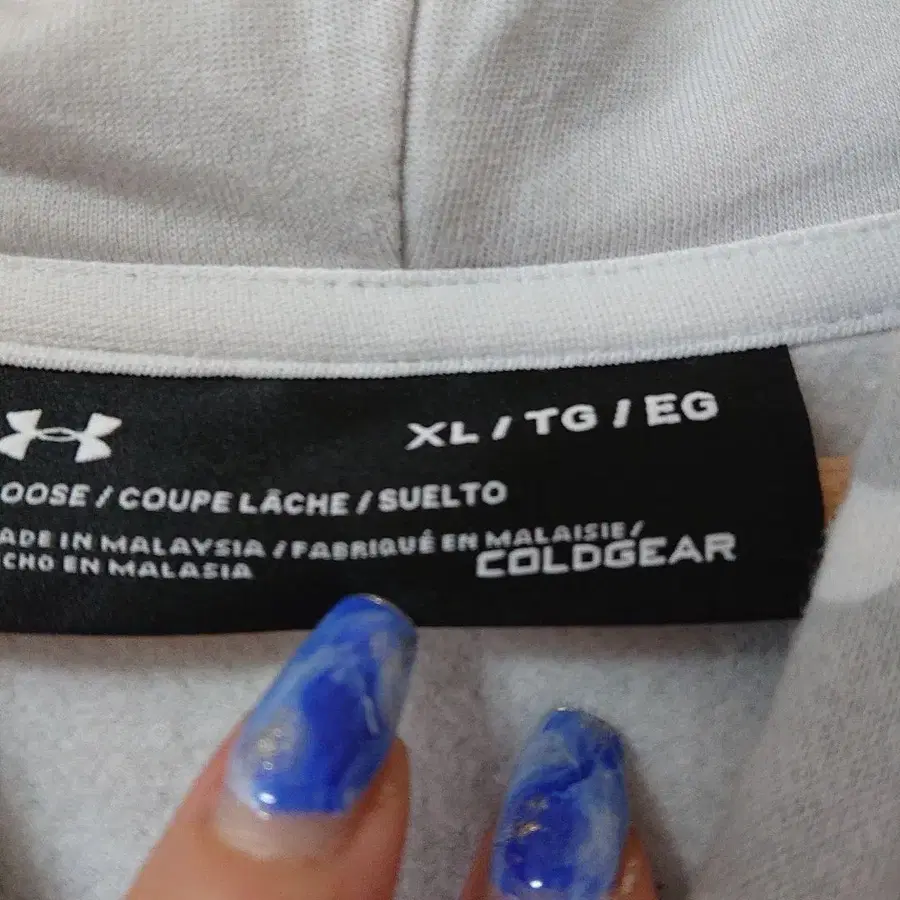 XL / TG / EG
OOSE / COUPE LÂCHE / SUELTO
ADE IN MALAYSIA / FABRIQUÉ EN MALAISIE /
CHO EN MALASIA
COLDGEAR